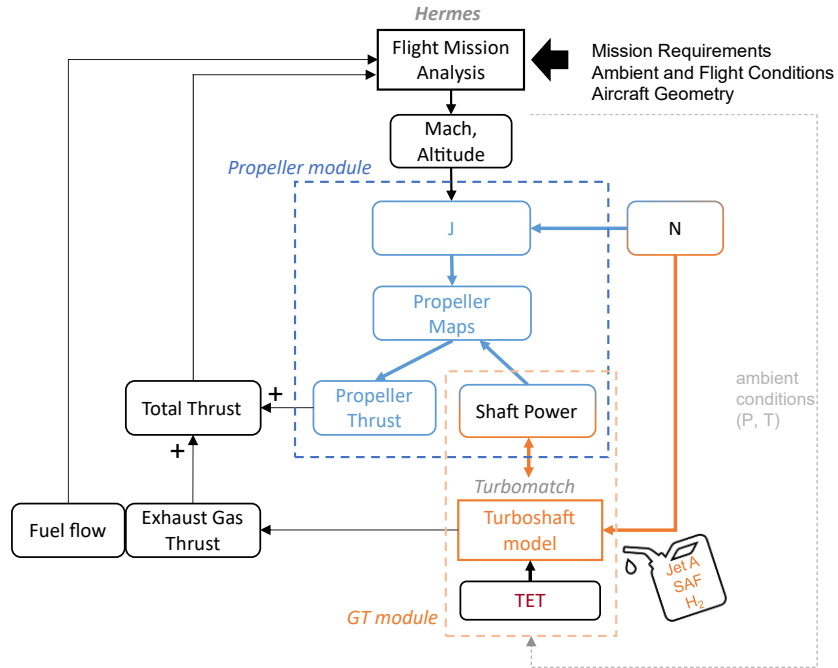 Hermes
Flight Mission
Analysis
Mission Requirements
Ambient and Flight Conditions
Aircraft Geometry
Mach,
Altitude
Propeller module
J
N
Propeller
Maps
ambient
conditions
(P, T)
Total Thrust
+
Propeller
Thrust
Shaft Power
+
Turbomatch
Fuel flow
Exhaust Gas
Thrust
Turboshaft
model
Jet A
SAF
H₂
TET
GT module